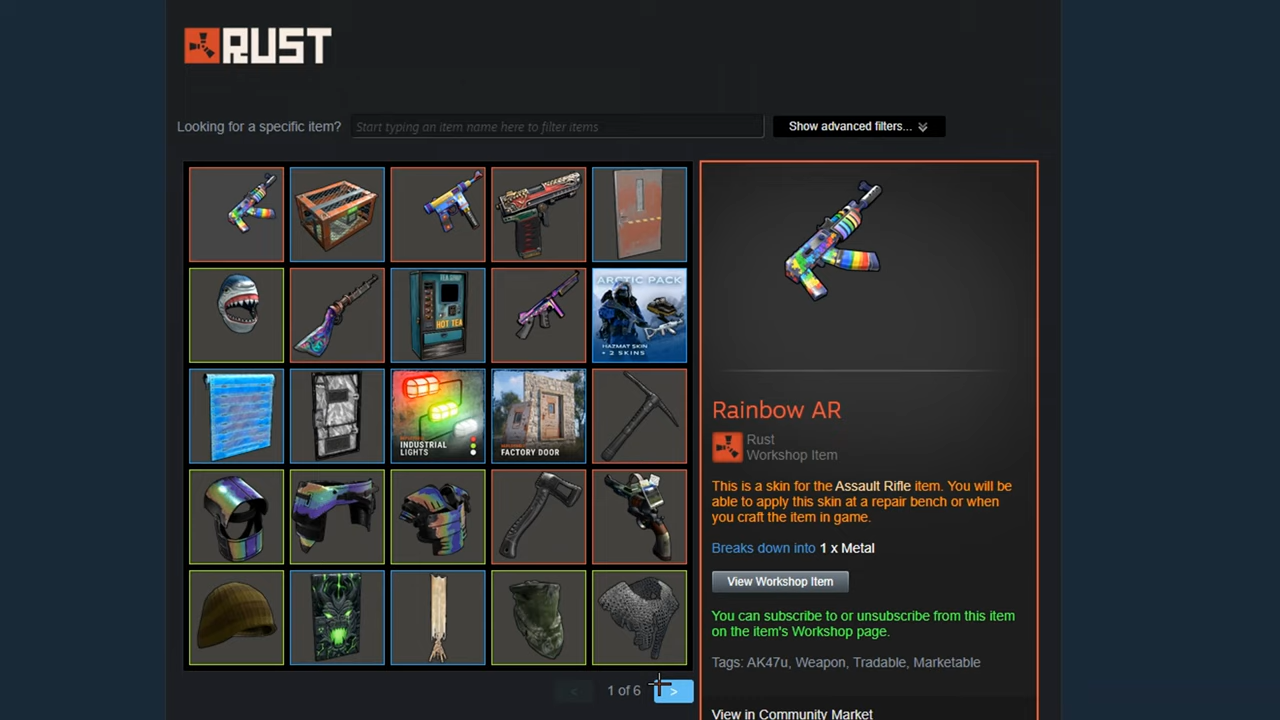 RUST
Looking for a specific item?
Start typing an item name here to filter items
Show advanced filters...
TEA SHOP
HOT TEA
ARCTIC PACK
HAZMAT SKIN
+ 2 SKINS
INDUSTRIAL
LIGHTS
FACTORY DOOR
< 1 of 6 >
Rainbow AR
Rust
Workshop Item
This is a skin for the Assault Rifle item. You will be
able to apply this skin at a repair bench or when
you craft the item in game.
Breaks down into 1 x Metal
View Workshop Item
You can subscribe to or unsubscribe from this item
on the item's Workshop page.
Tags: AK47u, Weapon, Tradable, Marketable
View in Community Market